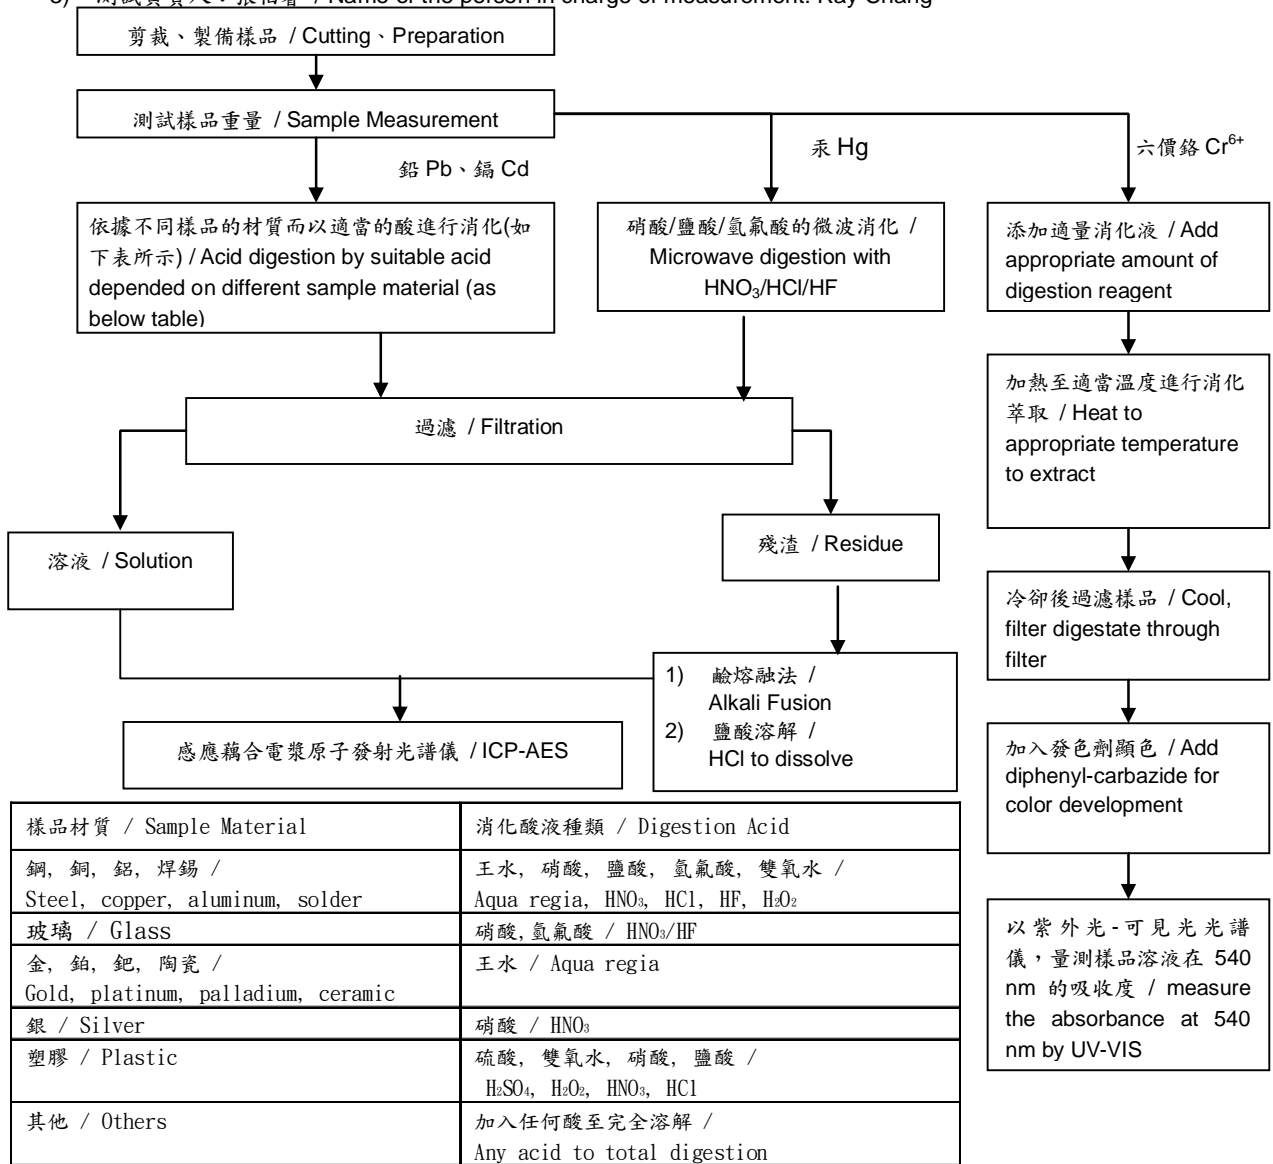 / Name of the person in charge of measurement: Ray Chang
剪裁、製備樣品 / Cutting、Preparation
測試樣品重量 / Sample Measurement
鉛 Pb、鎘 Cd
汞 Hg
六價鉻 Cr⁶⁺
依據不同樣品的材質而以適當的酸進行消化(如
下表所示) / Acid digestion by suitable acid
depended on different sample material (as
below table)
硝酸/鹽酸/氫氟酸的微波消化 /
Microwave digestion with
HNO₃/HCl/HF
添加適量消化液 / Add
appropriate amount of
digestion reagent
加熱至適當溫度進行消化
萃取 / Heat to
appropriate temperature
to extract
過濾 / Filtration
溶液 / Solution
殘渣 / Residue
冷卻後過濾樣品 / Cool,
filter digestate through
filter
1) 鹼熔融法 /
Alkali Fusion
2) 鹽酸溶解 /
HCl to dissolve
感應藕合電漿原子發射光譜儀 / ICP-AES
加入發色劑顯色 / Add
diphenyl-carbazide for
color development
以紫外光-可見光光譜
儀，量測樣品溶液在 540
nm 的吸收度 / measure
the absorbance at 540
nm by UV-VIS
樣品材質 / Sample Material
消化酸液種類 / Digestion Acid
鋼, 銅, 鋁, 焊錫 /
Steel, copper, aluminum, solder
王水, 硝酸, 鹽酸, 氫氟酸, 雙氧水 /
Aqua regia, HNO₃, HCl, HF, H₂O₂
玻璃 / Glass
硝酸,氫氟酸 / HNO₃/HF
金, 鉑, 鈀, 陶瓷 /
Gold, platinum, palladium, ceramic
王水 / Aqua regia
銀 / Silver
硝酸 / HNO₃
塑膠 / Plastic
硫酸, 雙氧水, 硝酸, 鹽酸 /
H₂SO₄, H₂O₂, HNO₃, HCl
其他 / Others
加入任何酸至完全溶解 /
Any acid to total digestion